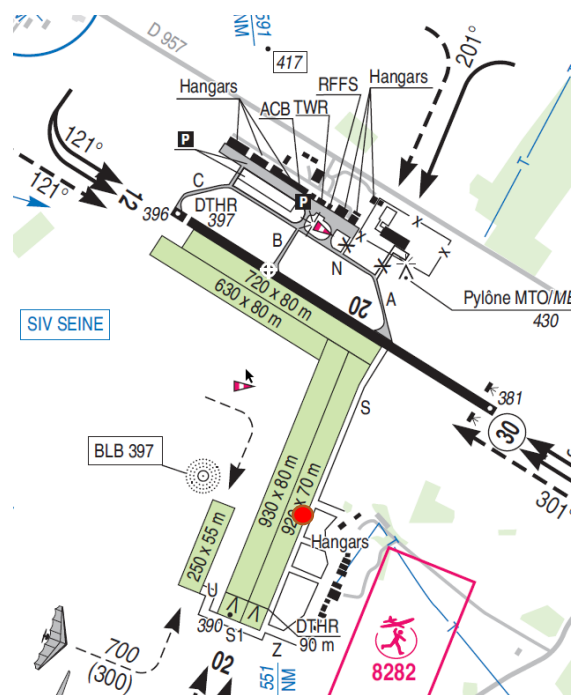 D 957
591
NM
417
201°
Hangars
RFFS
Hangars
ACB
TWR
P
121°
121°
12
C
396
DTHR
397
P
B
N
A
20
720 x 80 m
630 x 80 m
T
Pylône MTO/ME
430
SIV SEINE
S
381
30
301°
BLB 397
930 x 80 m
920 x 70 m
250 x 55 m
Hangars
T
U
390
S1
Z
DTHR
90 m
02
551
NM
700
(300)
8282